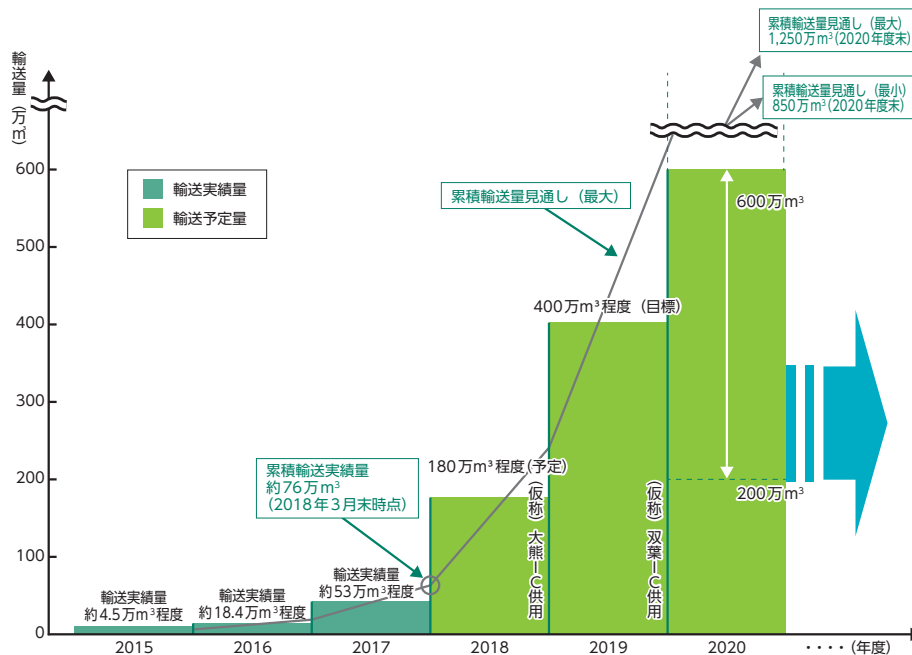 累積輸送量見通し（最大）
1,250万m³（2020年度末）
累積輸送量見通し（最小）
850万m³（2020年度末）
輸送量（万㎥）
600
500
400
300
200
100
0
輸送実績量
輸送予定量
累積輸送量見通し（最大）
600万m³
400万m³程度（目標）
累積輸送実績量
約76万m³
（2018年3月末時点）
180万m³程度（予定）
200万m³
（仮称）大熊IC供用
（仮称）双葉IC供用
輸送実績量
約4.5万m³程度
輸送実績量
約18.4万m³程度
輸送実績量
約53万m³程度
2015
2016
2017
2018
2019
2020
････（年度）